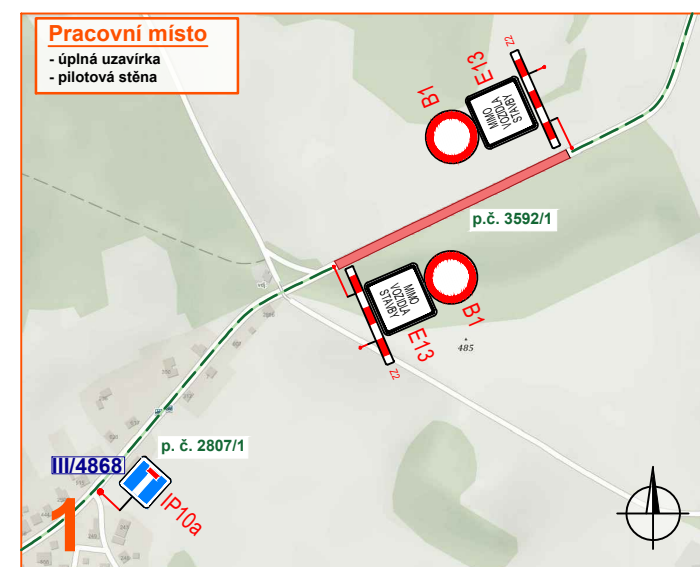 Pracovní místo
- úplná uzavírka
- pilotová stěna
Z2
E13
B1
MIMO
VOZIDLA
STAVBY
p.č. 3592/1
MIMO
VOZIDLA
STAVBY
B1
E13
Z2
485
p. č. 2807/1
III/4868
IP10a
1